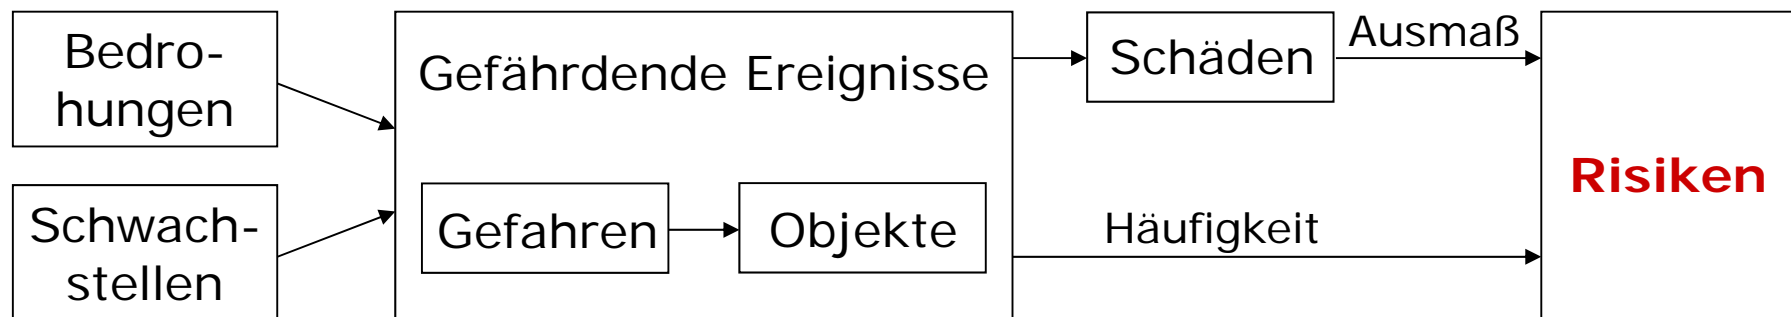 Bedro-
hungen
Schwach-
stellen
Gefährdende Ereignisse
Gefahren
Objekte
Schäden
Ausmaß
Häufigkeit
Risiken